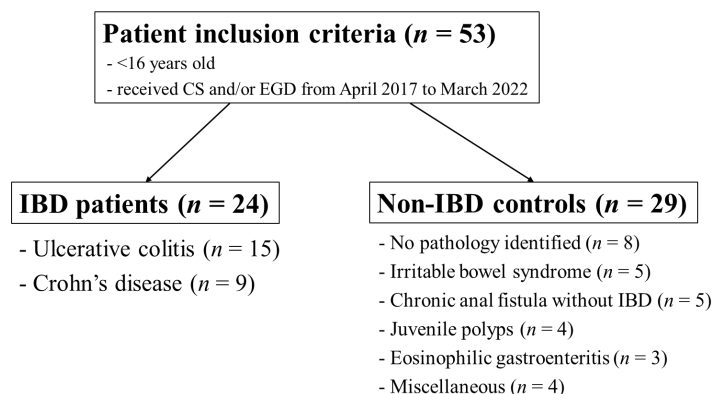 Patient inclusion criteria (n = 53)
- <16 years old
- received CS and/or EGD from April 2017 to March 2022
IBD patients (n = 24)
- Ulcerative colitis (n = 15)
- Crohn’s disease (n = 9)
Non-IBD controls (n = 29)
- No pathology identified (n = 8)
- Irritable bowel syndrome (n = 5)
- Chronic anal fistula without IBD (n = 5)
- Juvenile polyps (n = 4)
- Eosinophilic gastroenteritis (n = 3)
- Miscellaneous (n = 4)